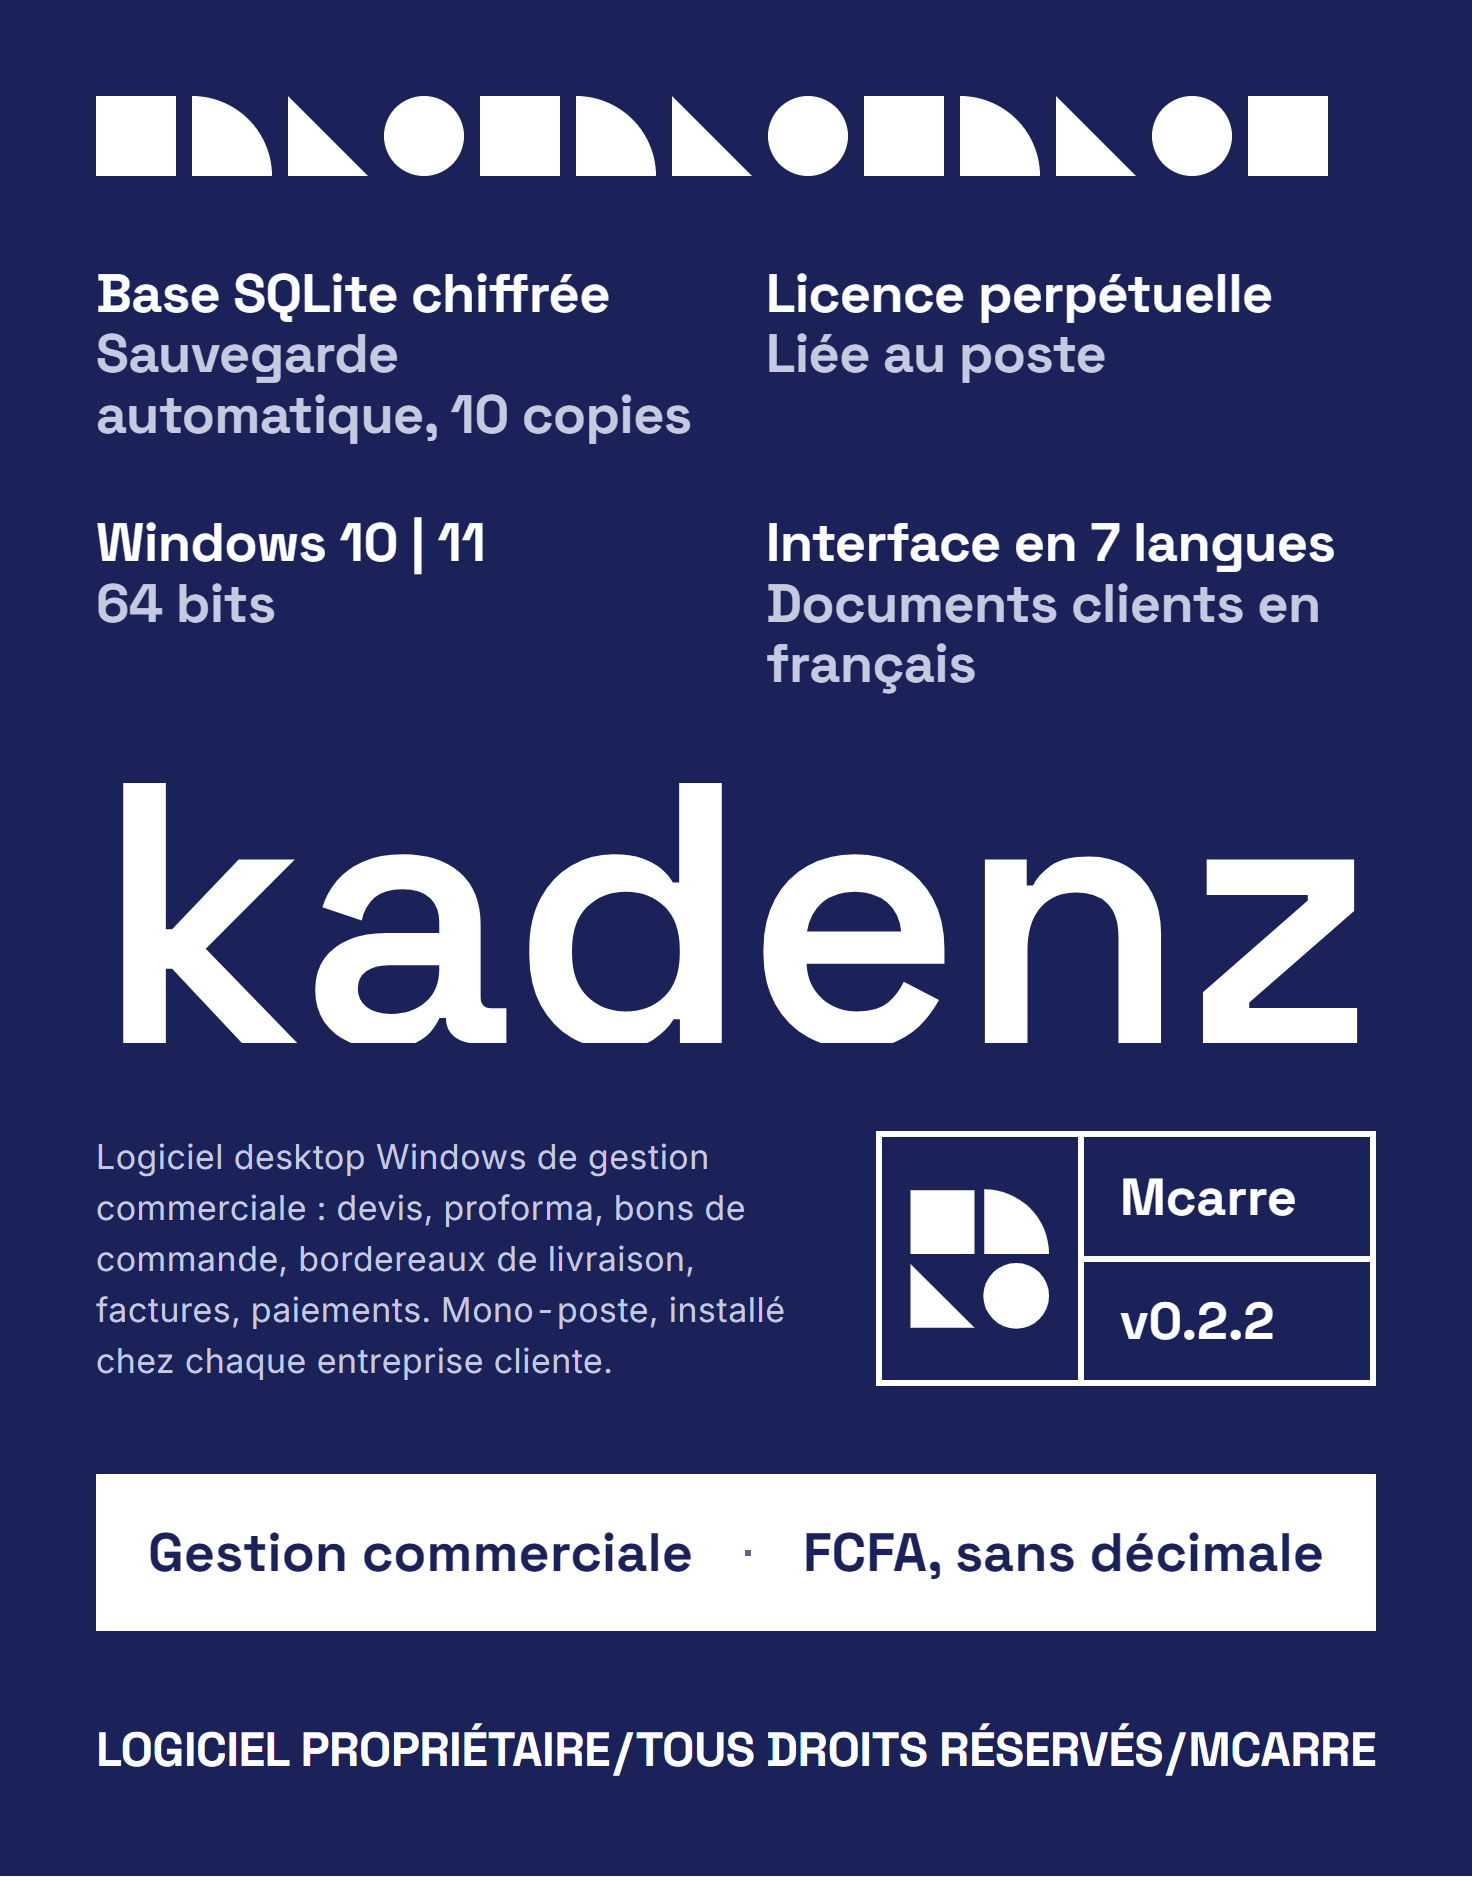 Base SQLite chiffrée
Sauvegarde
automatique, 10 copies
Licence perpétuelle
Liée au poste
Windows 10 | 11
64 bits
Interface en 7 langues
Documents clients en
français
kadenz
Logiciel desktop Windows de gestion
commerciale : devis, proforma, bons de
commande, bordereaux de livraison,
factures, paiements. Mono-poste, installé
chez chaque entreprise cliente.
Mcarre
v0.2.2
Gestion commerciale · FCFA, sans décimale
LOGICIEL PROPRIÉTAIRE/TOUS DROITS RÉSERVÉS/MCARRE